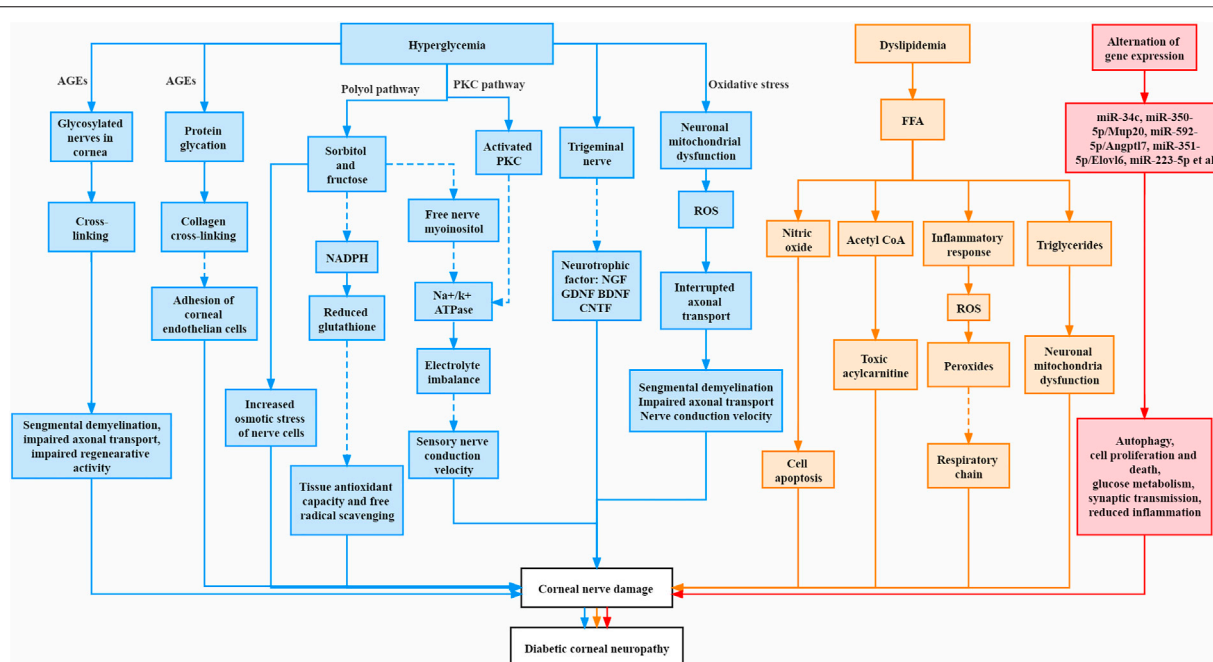 Hyperglycemia
Dyslipidemia
Alternation of
gene expression
AGEs
AGEs
Polyol pathway
PKC pathway
Oxidative stress
Glycosylated
nerves in
cornea
Protein
glycation
Sorbitol
and
fructose
Activated
PKC
Trigeminal
nerve
Neuronal
mitochondrial
dysfunction
FFA
miR-34c, miR-350-
5p/Mup20, miR-592-
5p/Angptl7, miR-351-
5p/Elovl6, miR-223-5p et al
Cross-
linking
Collagen
cross-linking
Free nerve
myoinositol
ROS
Nitric
oxide
Acetyl CoA
Inflammatory
response
Triglycerides
NADPH
Adhesion of
corneal
endothelian cells
Reduced
glutathione
Na+/k+
ATPase
Neurotrophic
factor: NGF
GDNF BDNF
CNTF
Interrupted
axonal
transport
ROS
Electrolyte
imbalance
Toxic
acylcarnitine
Peroxides
Neuronal
mitochondria
dysfunction
Sengmental demyelination,
impaired axonal transport,
impaired regenearative
activity
Increased
osmotic stress
of nerve cells
Sensory nerve
conduction
velocity
Sengmental demyelination
Impaired axonal transport
Nerve conduction velocity
Tissue antioxidant
capacity and free
radical scavenging
Cell
apoptosis
Respiratory
chain
Autophagy,
cell proliferation and
death,
glucose metabolism,
synaptic transmission,
reduced inflammation
Corneal nerve damage
Diabetic corneal neuropathy